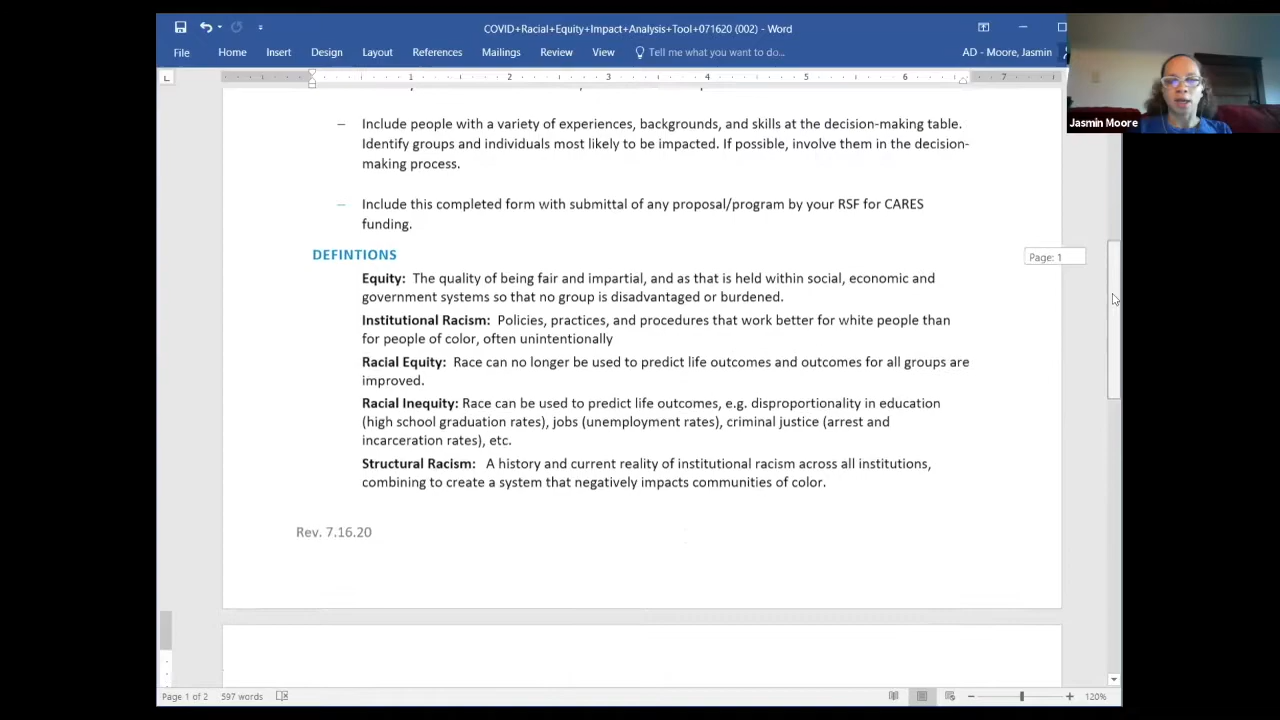 COVID+Racial+Equity+Impact+Analysis+Tool+071620 (002) - Word
File Home Insert Design Layout References Mailings Review View Tell me what you want to do... AD - Moore, Jasmin
Jasmin Moore
1 2 3 4 5 6 7
– Include people with a variety of experiences, backgrounds, and skills at the decision-making table.
Identify groups and individuals most likely to be impacted. If possible, involve them in the decision-
making process.
– Include this completed form with submittal of any proposal/program by your RSF for CARES
funding.
DEFINTIONS
Page: 1
Equity: The quality of being fair and impartial, and as that is held within social, economic and
government systems so that no group is disadvantaged or burdened.
Institutional Racism: Policies, practices, and procedures that work better for white people than
for people of color, often unintentionally
Racial Equity: Race can no longer be used to predict life outcomes and outcomes for all groups are
improved.
Racial Inequity: Race can be used to predict life outcomes, e.g. disproportionality in education
(high school graduation rates), jobs (unemployment rates), criminal justice (arrest and
incarceration rates), etc.
Structural Racism: A history and current reality of institutional racism across all institutions,
combining to create a system that negatively impacts communities of color.
Rev. 7.16.20
Page 1 of 2 597 words 120%